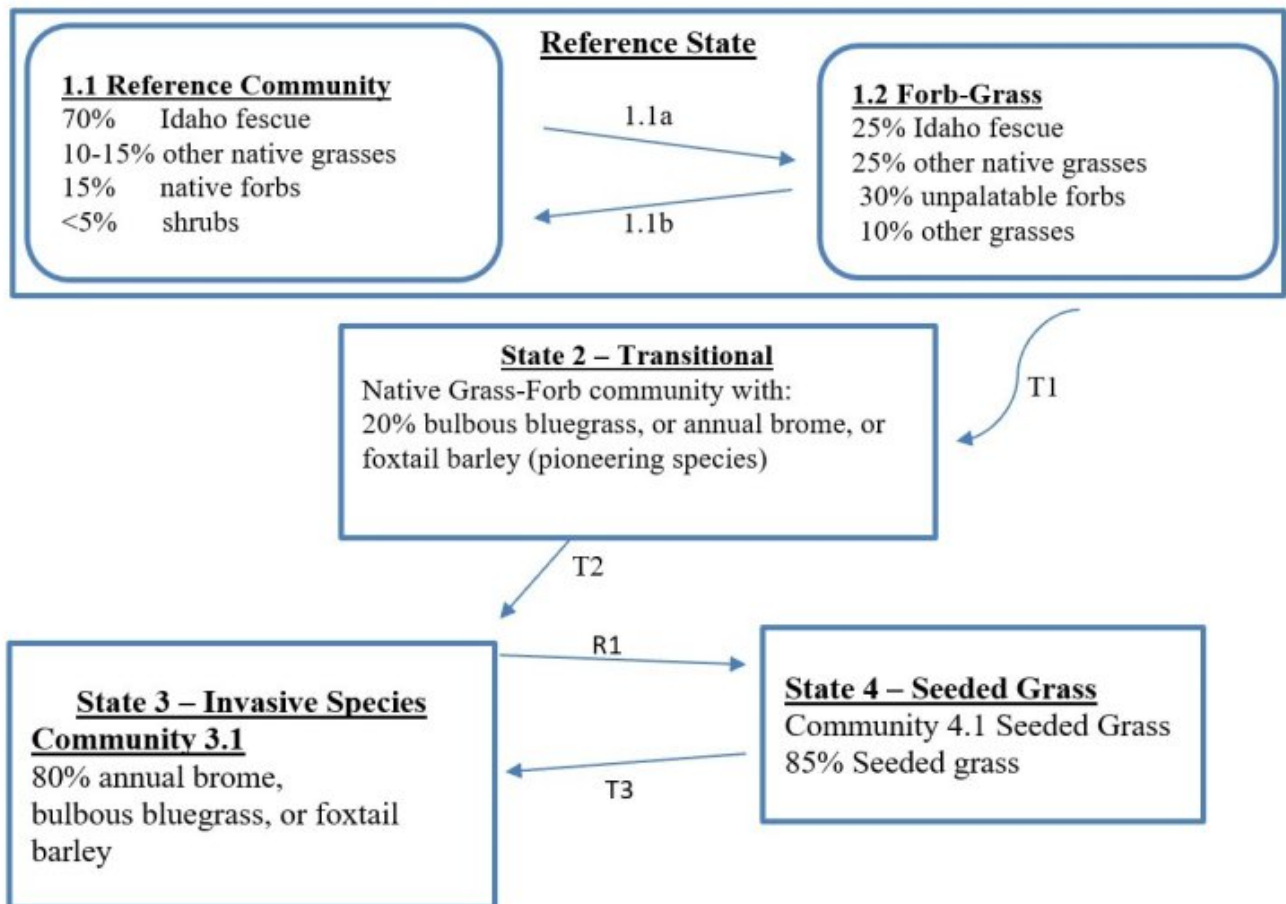 Reference State
1.1 Reference Community
70% Idaho fescue
10-15% other native grasses
15% native forbs
<5% shrubs
1.1a
1.1b
1.2 Forb-Grass
25% Idaho fescue
25% other native grasses
30% unpalatable forbs
10% other grasses
T1
State 2 – Transitional
Native Grass-Forb community with:
20% bulbous bluegrass, or annual brome, or
foxtail barley (pioneering species)
T2
State 3 – Invasive Species
Community 3.1
80% annual brome,
bulbous bluegrass, or foxtail
barley
R1
T3
State 4 – Seeded Grass
Community 4.1 Seeded Grass
85% Seeded grass